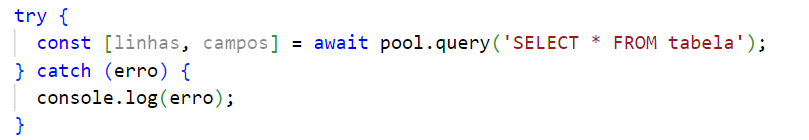 try {
  const [linhas, campos] = await pool.query('SELECT * FROM tabela');
} catch (erro) {
  console.log(erro);
}